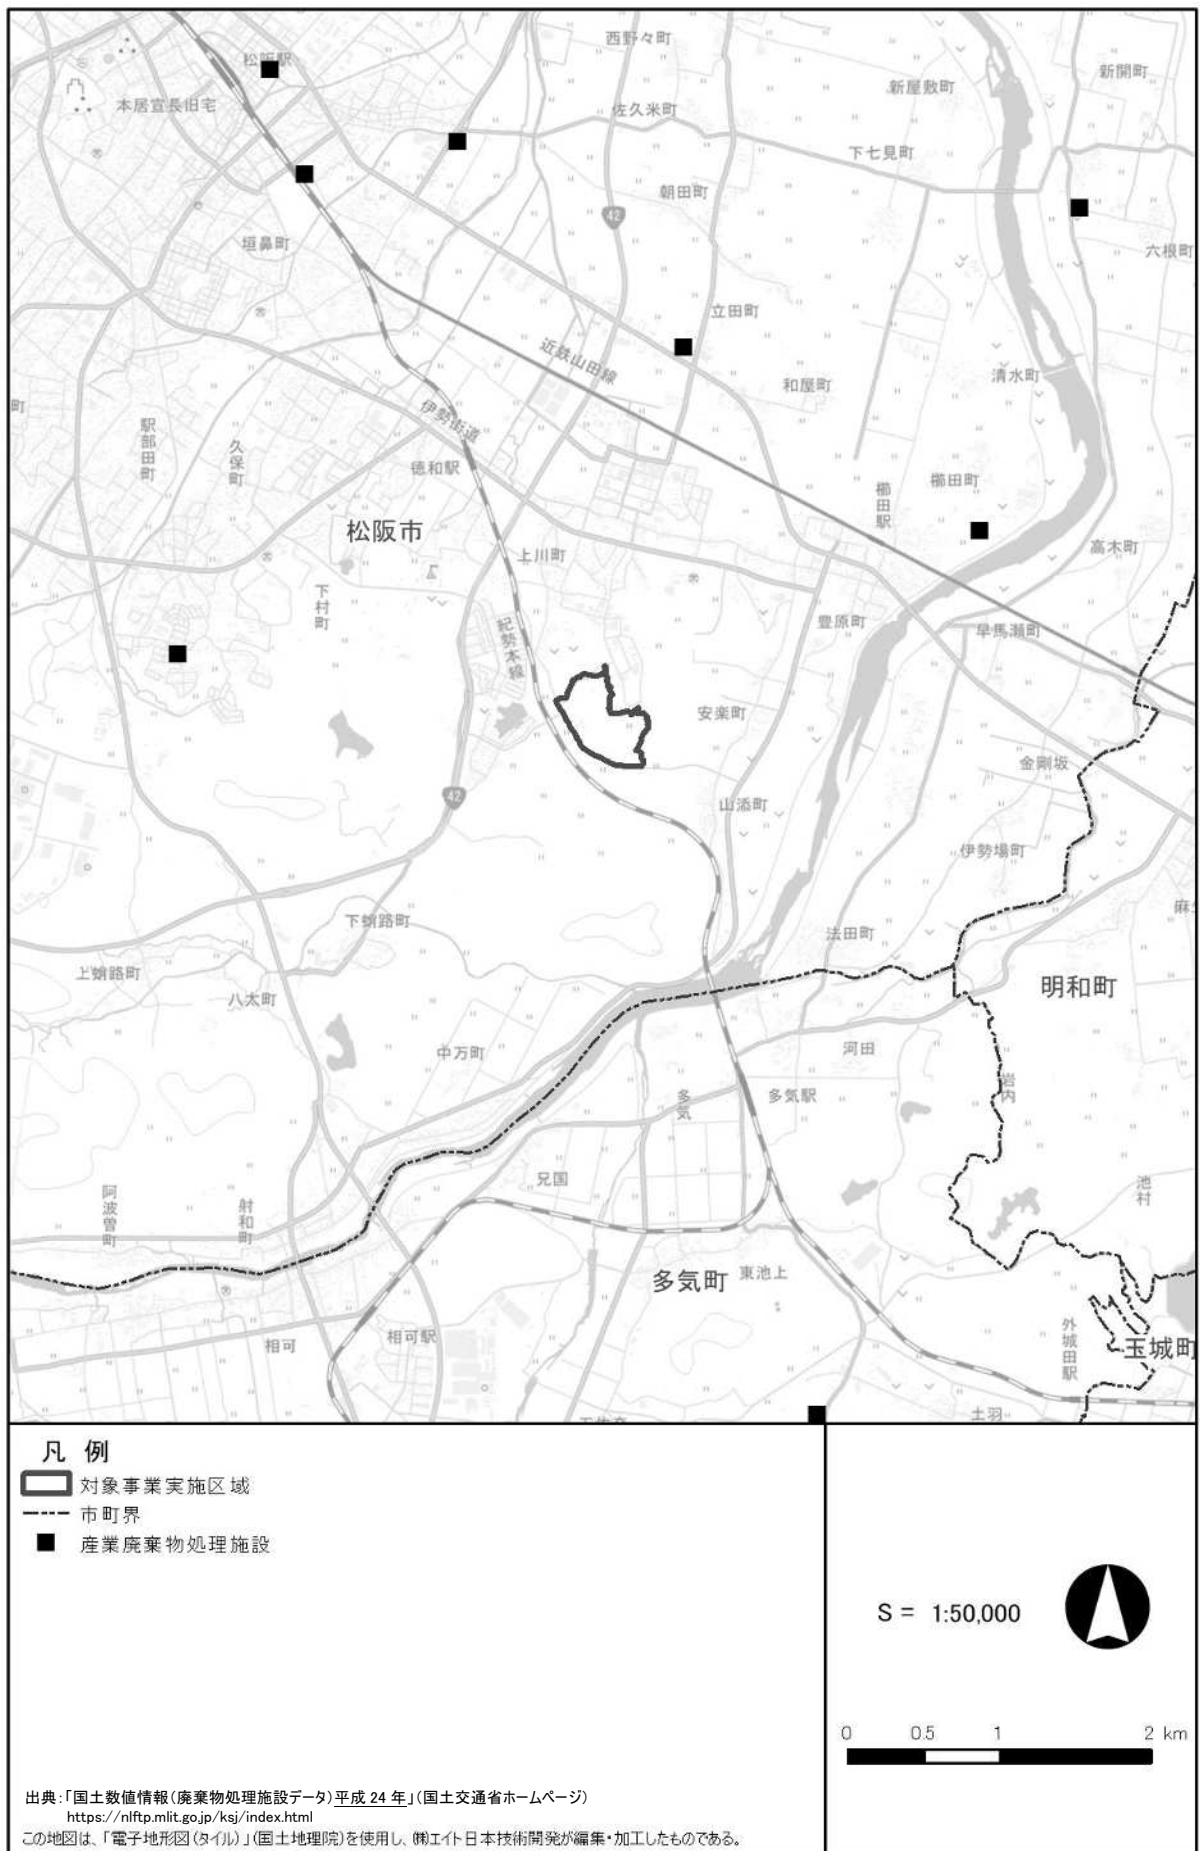 西野々町
松阪駅
新開町
新屋敷町
本居宣長旧宅
佐久米町
下七見町
朝田町
42
垣鼻町
六根町
立田町
近鉄山田線
清水町
和屋町
町
伊勢街道
駅部田町
久保町
徳和駅
櫛田町
櫛田駅
松阪市
上川町
高木町
下村町
豊原町
早馬瀬町
紀勢本線
安楽町
金剛坂
42
山添町
伊勢場町
下蛸路町
法田町
上蛸路町
明和町
八太町
中万町
河田
岩内
多気
多気駅
兄国
池村
阿波曽町
射和町
多気町
東池上
外城田駅
相可
相可駅
玉城町
土羽
凡 例
対象事業実施区域
市町界
産業廃棄物処理施設
S = 1:50,000
0 0.5 1 2 km
出典:「国土数値情報(廃棄物処理施設データ)平成 24 年」(国土交通省ホームページ)
https://nlftp.mlit.go.jp/ksj/index.html
この地図は、「電子地形図(タイル)」(国土地理院)を使用し、㈱エイト日本技術開発が編集・加工したものである。